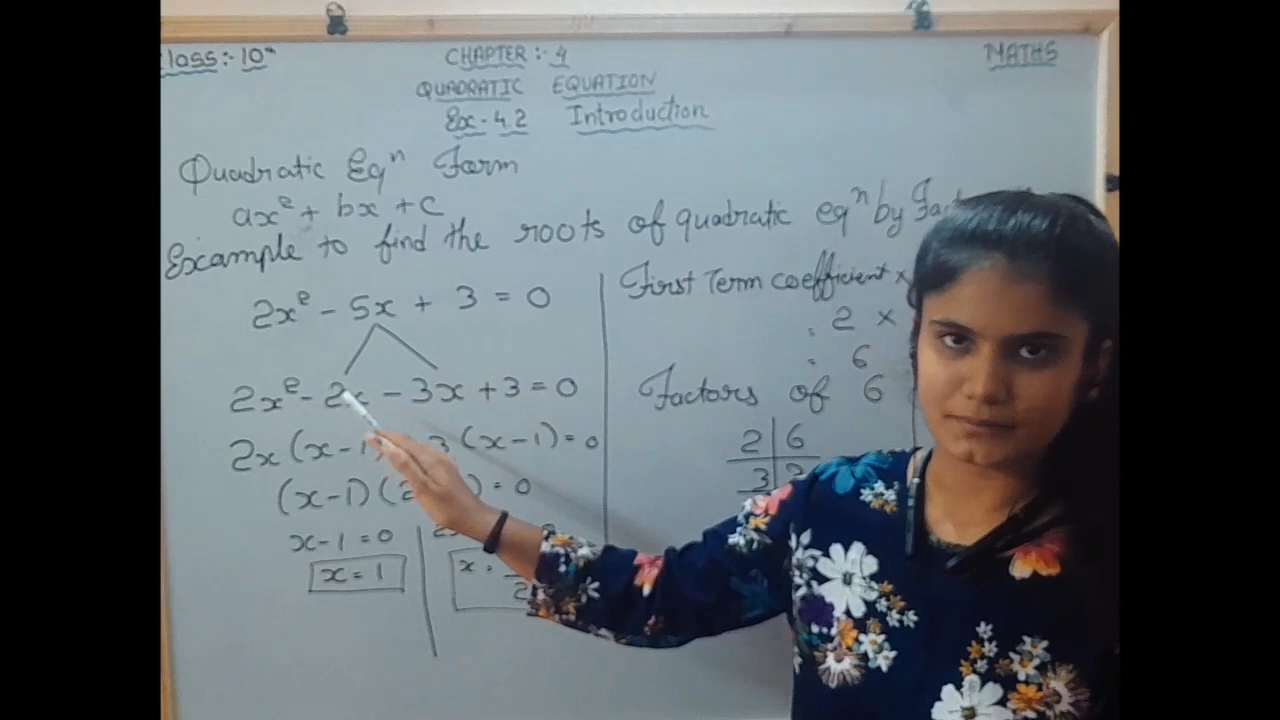 Class:- 10th
CHAPTER :- 4
MATHS
QUADRATIC EQUATION
Ex - 4.2 Introduction
Quadratic Eqn Form
ax² + bx + c
Example to find the roots of quadratic eqn by
2x² - 5x + 3 = 0
2x² - 2x - 3x + 3 = 0
2x (x-1) 3 (x-1) = 0
(x-1) (2 ) = 0
x-1 = 0
x = 1
x =
2
First Term coefficient ×
: 2 ×
: 6
Factors of 6
2 | 6
3